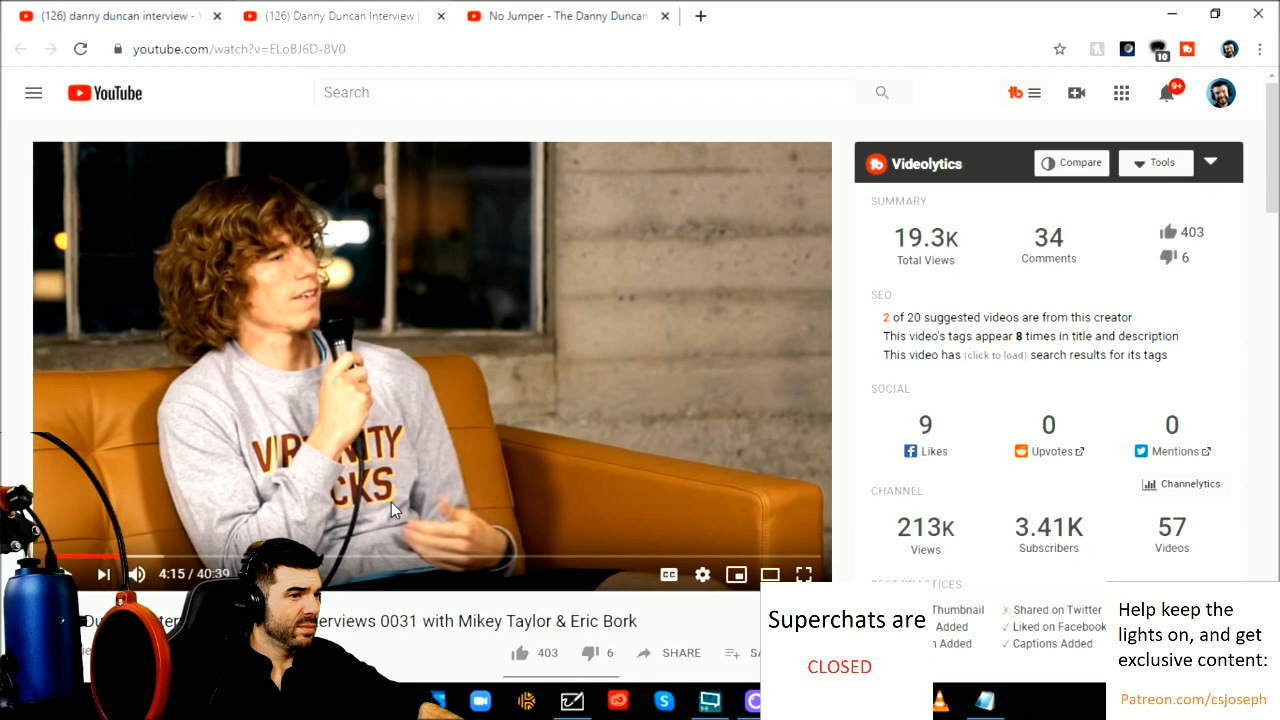 (126) danny duncan interview -
(126) Danny Duncan Interview |
No Jumper - The Danny Duncan
youtube.com/watch?v=ELoBJ6D-8V0
10
YouTube
Search
9+
Videolytics
Compare
Tools
SUMMARY
19.3K
Total Views
34
Comments
403
6
SEO
2 of 20 suggested videos are from this creator
This video's tags appear 8 times in title and description
This video has (click to load) search results for its tags
SOCIAL
9
Likes
0
Upvotes
0
Mentions
Channelytics
CHANNEL
213K
Views
3.41K
Subscribers
57
Videos
4:15 / 40:39
CC
interviews 0031 with Mikey Taylor & Eric Bork
403
6
SHARE
Superchats are
CLOSED
Thumbnail
Added
Added
Shared on Twitter
Liked on Facebook
Captions Added
Help keep the
lights on, and get
exclusive content:
Patreon.com/csjoseph